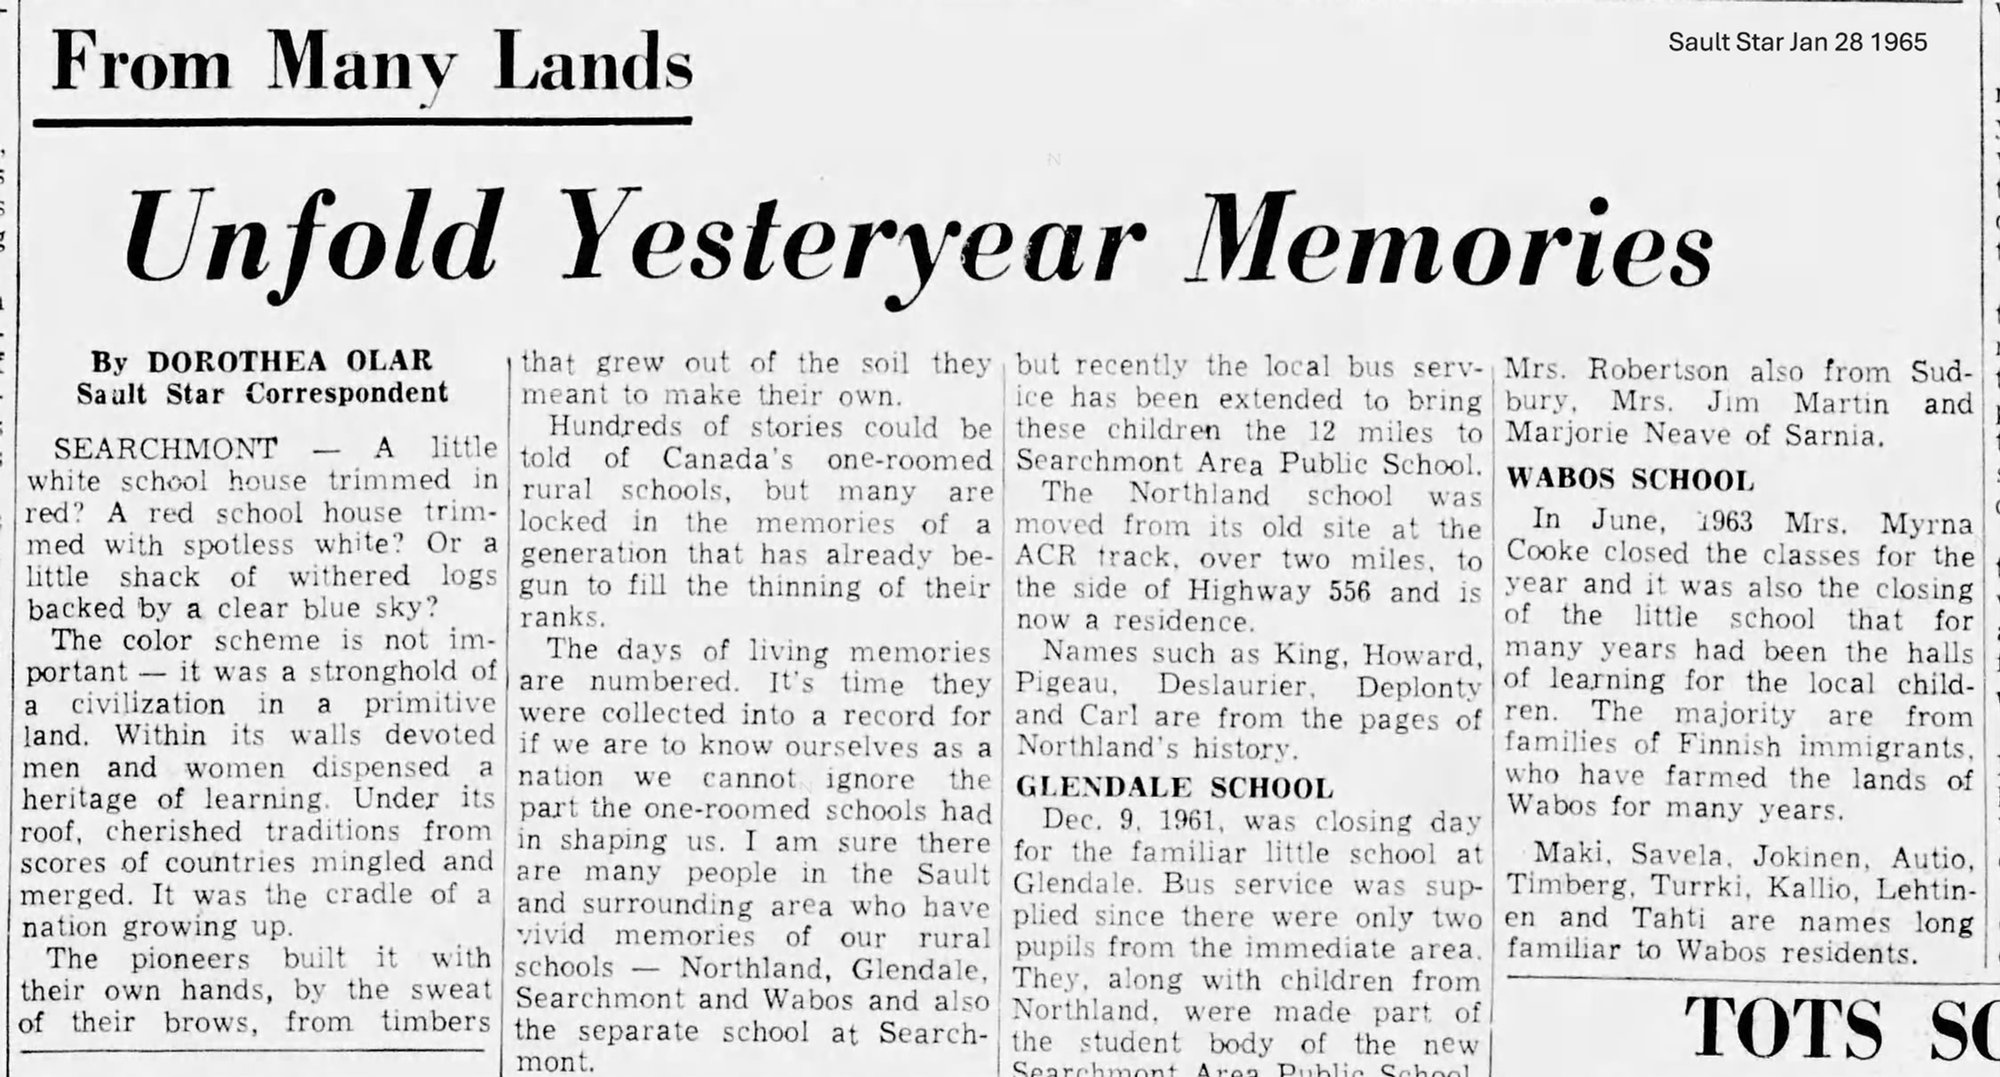 From Many Lands
Sault Star Jan 28 1965
Unfold Yesteryear Memories
By DOROTHEA OLAR
Sault Star Correspondent
SEARCHMONT — A little
white school house trimmed in
red? A red school house trim-
med with spotless white? Or a
little shack of withered logs
backed by a clear blue sky?
The color scheme is not im-
portant — it was a stronghold of
a civilization in a primitive
land. Within its walls devoted
men and women dispensed a
heritage of learning. Under its
roof, cherished traditions from
scores of countries mingled and
merged. It was the cradle of a
nation growing up.
The pioneers built it with
their own hands, by the sweat
of their brows, from timbers
that grew out of the soil they
meant to make their own.
Hundreds of stories could be
told of Canada's one-roomed
rural schools, but many are
locked in the memories of a
generation that has already be-
gun to fill the thinning of their
ranks.
The days of living memories
are numbered. It's time they
were collected into a record for
if we are to know ourselves as a
nation we cannot ignore the
part the one-roomed schools had
in shaping us. I am sure there
are many people in the Sault
and surrounding area who have
vivid memories of our rural
schools — Northland, Glendale,
Searchmont and Wabos and also
the separate school at Search-
mont.
but recently the local bus serv-
ice has been extended to bring
these children the 12 miles to
Searchmont Area Public School.
The Northland school was
moved from its old site at the
ACR track, over two miles, to
the side of Highway 556 and is
now a residence.
Names such as King, Howard,
Pigeau, Deslaurier, Deplonty
and Carl are from the pages of
Northland's history.
GLENDALE SCHOOL
Dec. 9, 1961, was closing day
for the familiar little school at
Glendale. Bus service was sup-
plied since there were only two
pupils from the immediate area.
They, along with children from
Northland, were made part of
the student body of the new
Searchmont Area Public School.
Mrs. Robertson also from Sud-
bury, Mrs. Jim Martin and
Marjorie Neave of Sarnia.
WABOS SCHOOL
In June, 1963 Mrs. Myrna
Cooke closed the classes for the
year and it was also the closing
of the little school that for
many years had been the halls
of learning for the local child-
ren. The majority are from
families of Finnish immigrants,
who have farmed the lands of
Wabos for many years.
Maki, Savela, Jokinen, Autio,
Timberg, Turrki, Kallio, Lehtin-
en and Tahti are names long
familiar to Wabos residents.
TOTS SC